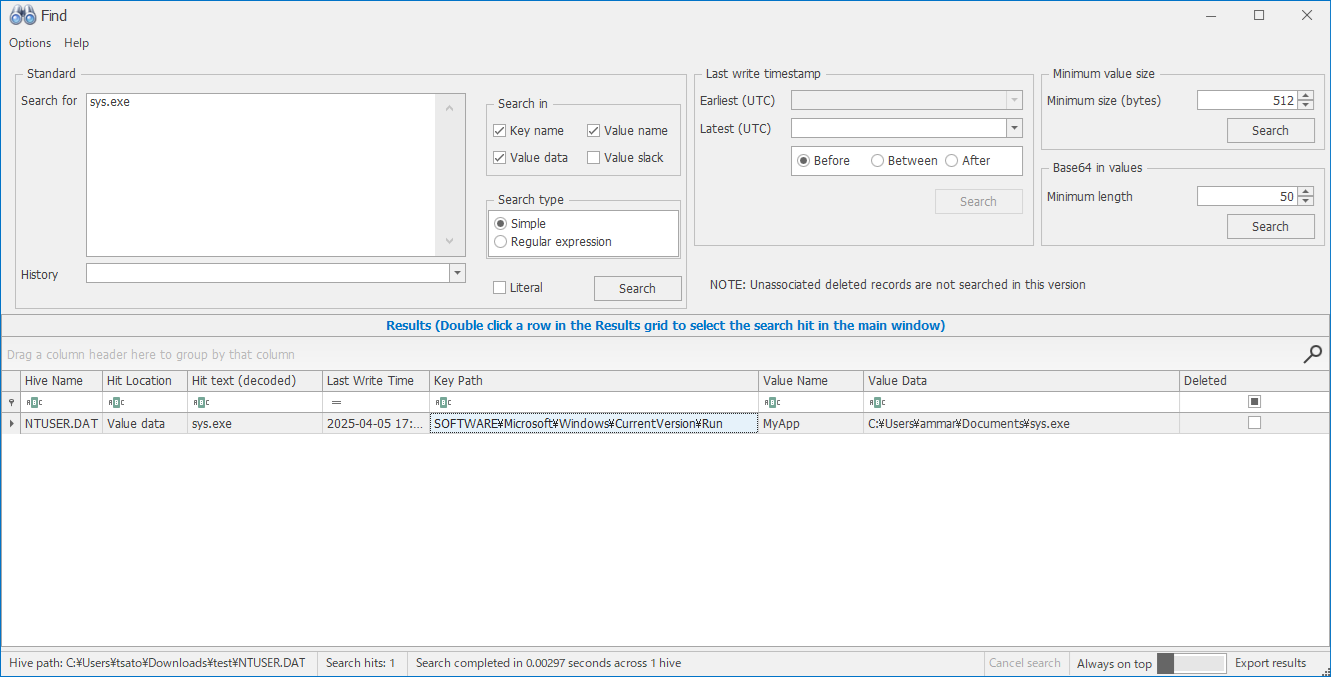 Find
Options Help
Standard
Search for
sys.exe
History
Search in
Key name
Value name
Value data
Value slack
Search type
Simple
Regular expression
Literal
Search
Last write timestamp
Earliest (UTC)
Latest (UTC)
Before
Between
After
Search
NOTE: Unassociated deleted records are not searched in this version
Minimum value size
Minimum size (bytes)
512
Search
Base64 in values
Minimum length
50
Search
Results (Double click a row in the Results grid to select the search hit in the main window)
Drag a column header here to group by that column
Hive Name Hit Location Hit text (decoded) Last Write Time Key Path Value Name Value Data Deleted
ABC ABC ABC = ABC ABC ABC
NTUSER.DAT Value data sys.exe 2025-04-05 17:... SOFTWARE¥Microsoft¥Windows¥CurrentVersion¥Run MyApp C:¥Users¥ammar¥Documents¥sys.exe
Hive path: C:¥Users¥tsato¥Downloads¥test¥NTUSER.DAT Search hits: 1 Search completed in 0.00297 seconds across 1 hive Cancel search Always on top Export results